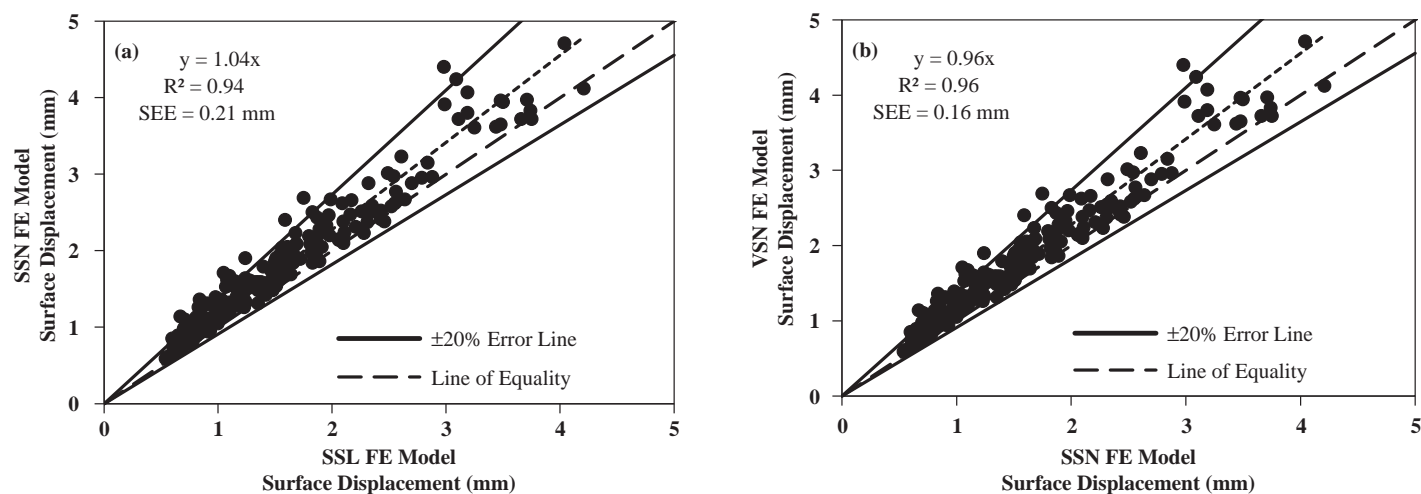 (a)
y = 1.04x
R² = 0.94
SEE = 0.21 mm
SSN FE Model
Surface Displacement (mm)
5
4
3
2
1
0
±20% Error Line
Line of Equality
0 1 2 3 4 5
SSL FE Model
Surface Displacement (mm)
(b)
y = 0.96x
R² = 0.96
SEE = 0.16 mm
VSN FE Model
Surface Displacement (mm)
5
4
3
2
1
0
±20% Error Line
Line of Equality
0 1 2 3 4 5
SSN FE Model
Surface Displacement (mm)